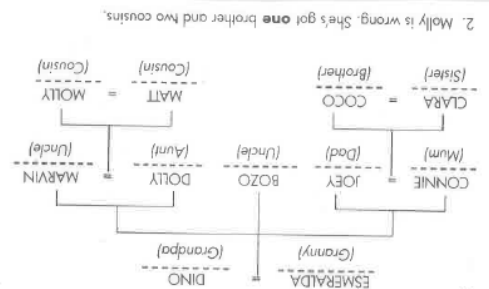 ESMERALDA = DINO
(Granny) (Grandpa)
CONNIE = JOEY BOZO DOLLY = MARVIN
(Mum) (Dad) (Uncle) (Aunt) (Uncle)
CLARA = COCO MATT = MOLLY
(Sister) (Brother) (Cousin) (Cousin)
2. Molly is wrong. She's got one brother and two cousins.